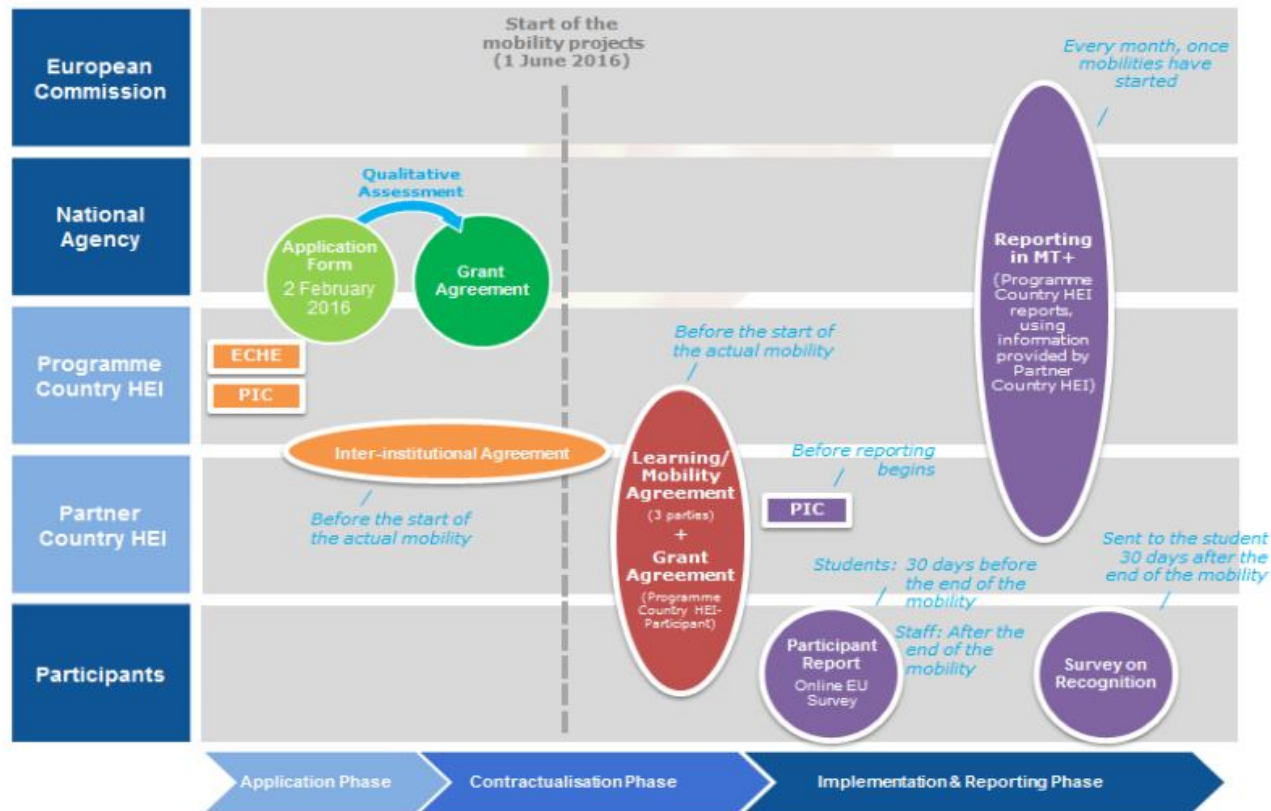 Start of the
mobility projects
(1 June 2016)
Every month, once
mobilities have
started
European
Commission
Qualitative
Assessment
National
Agency
Application
Form
2 February
2016
Grant
Agreement
Reporting
in MT+
(Programme
Country HEI
reports,
using
information
provided by
Partner
Country HEI)
Programme
Country HEI
ECHE
PIC
Before the start of
the actual mobility
Inter-institutional Agreement
Learning/
Mobility
Agreement
(3 parties)
+
Grant
Agreement
(Programme
Country HEI-
Participant)
Before reporting
begins
PIC
Partner
Country HEI
Before the start of
the actual mobility
Students: 30 days before
the end of the
mobility
Staff: After the
end of the
mobility
Sent to the student
30 days after the
end of the mobility
Participants
Participant
Report
Online EU
Survey
Survey on
Recognition
Application Phase
Contractualisation Phase
Implementation & Reporting Phase